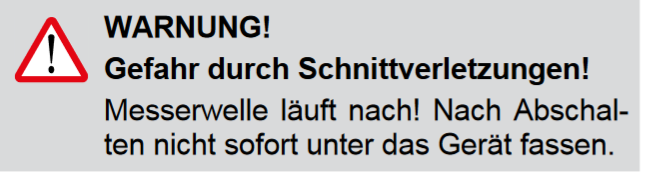 WARNUNG!
Gefahr durch Schnittverletzungen!
Messerwelle läuft nach! Nach Abschal-
ten nicht sofort unter das Gerät fassen.